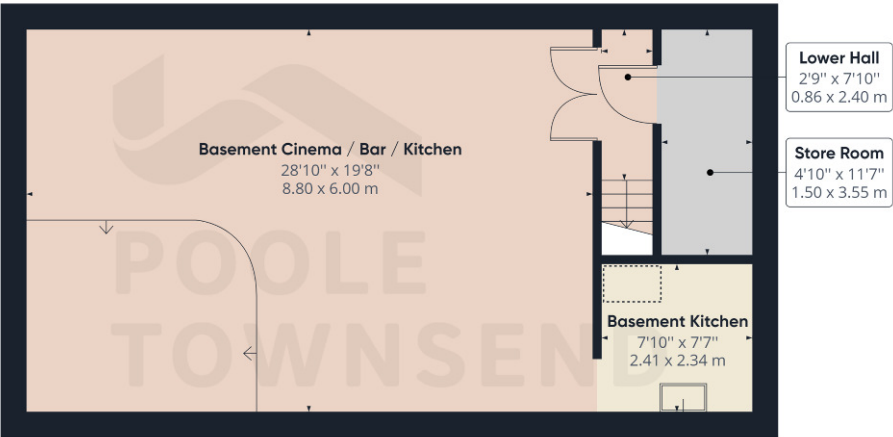 Basement Cinema / Bar / Kitchen
28'10'' x 19'8''
8.80 x 6.00 m
Lower Hall
2'9'' x 7'10''
0.86 x 2.40 m
Store Room
4'10'' x 11'7''
1.50 x 3.55 m
Basement Kitchen
7'10'' x 7'7''
2.41 x 2.34 m
POOLE
TOWNSEND